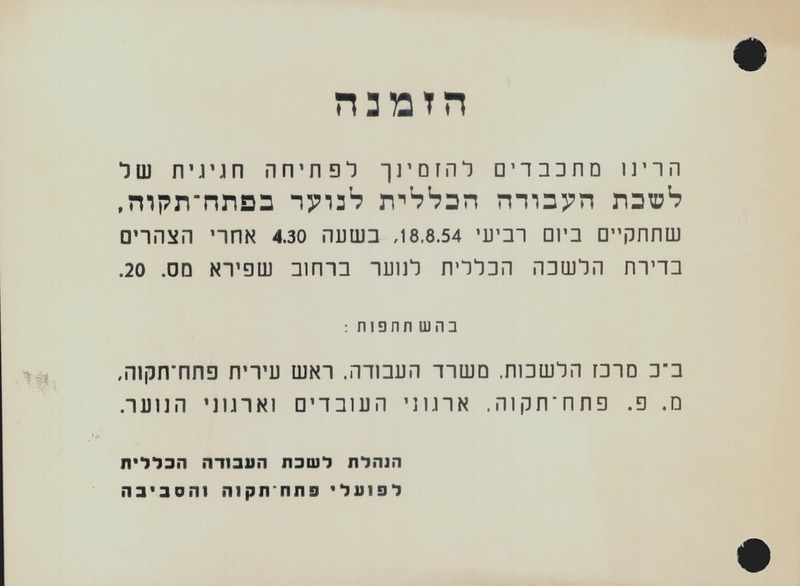 הזמנה
הרינו מתכבדים להזמינך לפתיחה חגיגית של
לשכת העבודה הכללית לנוער בפתח־תקוה,
שתתקיים ביום רביעי 18.8.54, בשעה 4.30 אחרי הצהרים
בדירת הלשכה הכללית לנוער ברחוב שפירא מס. 20.
בהשתתפות:
ב״כ מרכז הלשכות, משרד העבודה, ראש עירית פתח־תקוה,
מ. פ. פתח־תקוה, ארגוני העובדים וארגוני הנוער.
הנהלת לשכת העבודה הכללית
לפועלי פתח־תקוה והסביבה